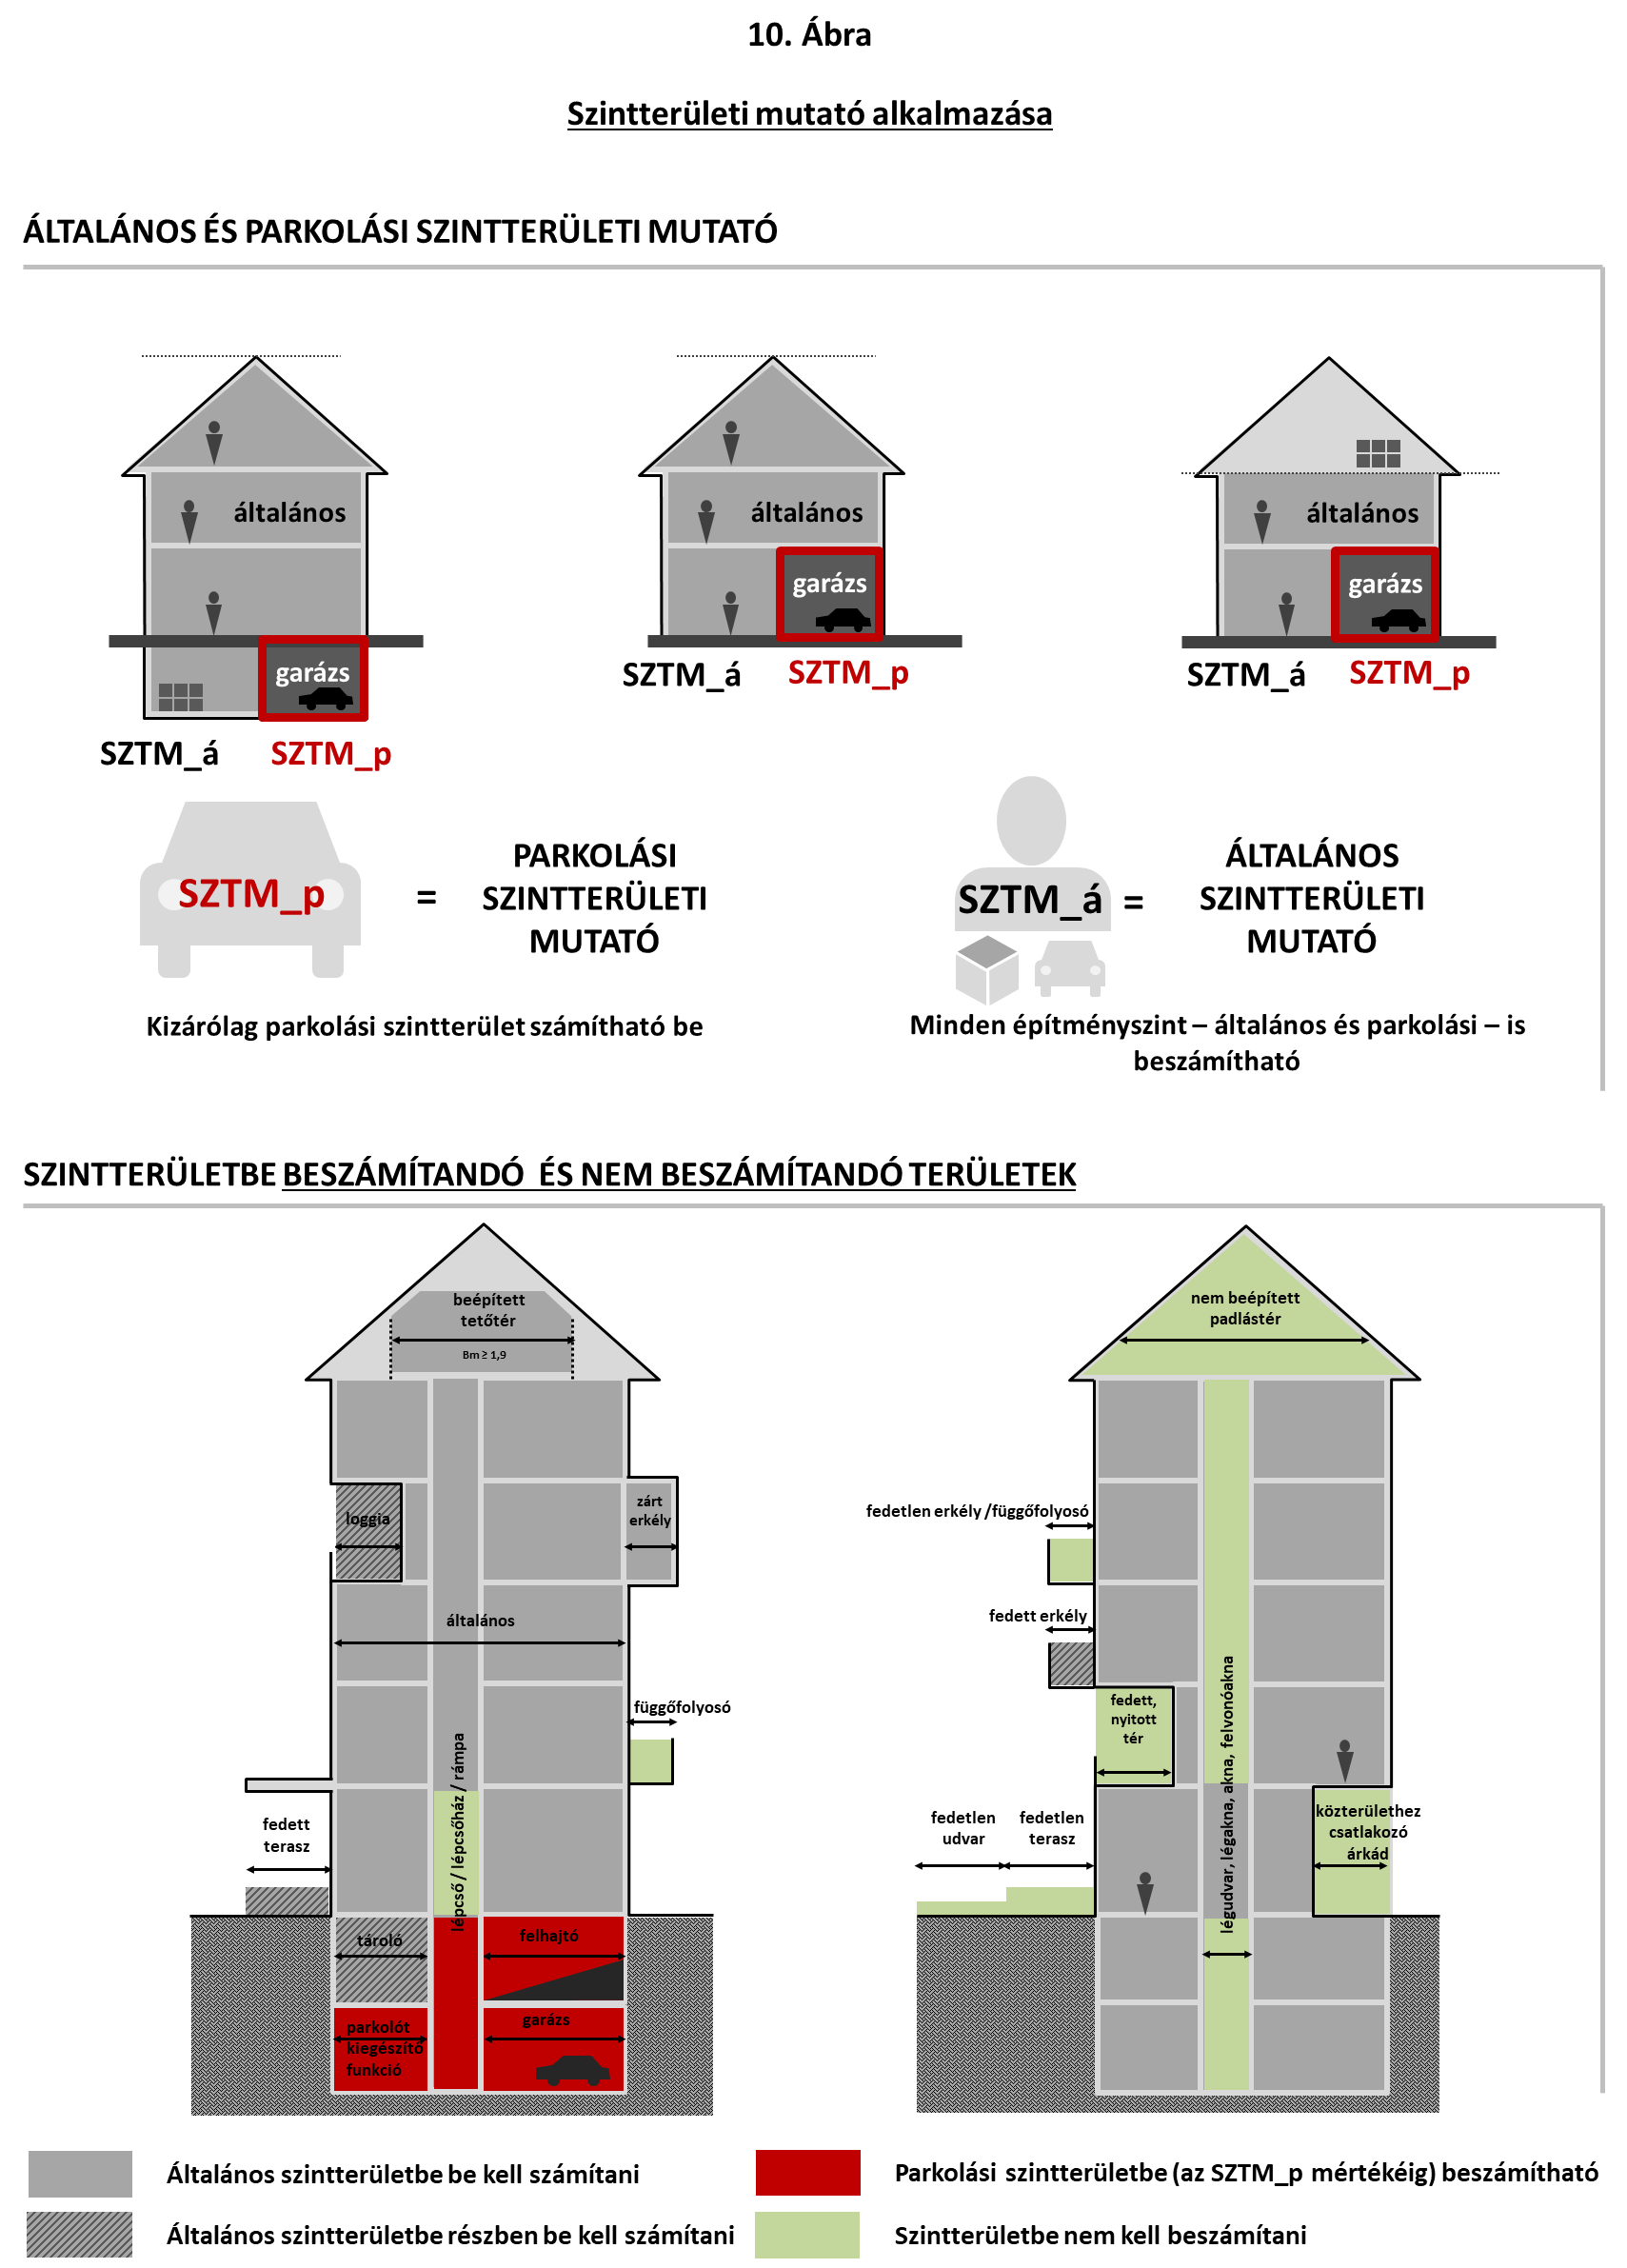 10. Ábra
Szintterületi mutató alkalmazása
ÁLTALÁNOS ÉS PARKOLÁSI SZINTTERÜLETI MUTATÓ
általános
garázs
SZTM_á
SZTM_p
általános
garázs
SZTM_á
SZTM_p
általános
garázs
SZTM_á
SZTM_p
SZTM_p
=
PARKOLÁSI
SZINTTERÜLETI
MUTATÓ
Kizárólag parkolási szintterület számítható be
SZTM_á
=
ÁLTALÁNOS
SZINTTERÜLETI
MUTATÓ
Minden építményszint – általános és parkolási – is
beszámítható
SZINTTERÜLETBE BESZÁMÍTANDÓ ÉS NEM BESZÁMÍTANDÓ TERÜLETEK
beépített
tetőtér
Bm ≥ 1,9
loggia
zárt
erkély
általános
függőfolyosó
lépcső / lépcsőház / rámpa
fedett
terasz
tároló
felhajtó
parkolót
kiegészítő
funkció
garázs
nem beépített
padlástér
fedetlen erkély /függőfolyosó
fedett erkély
fedett,
nyitott
tér
légudvar, légakna, akna, felvonóakna
fedetlen
udvar
fedetlen
terasz
közterülethez
csatlakozó
árkád
Általános szintterületbe be kell számítani
Parkolási szintterületbe (az SZTM_p mértékéig) beszámítható
Általános szintterületbe részben be kell számítani
Szintterületbe nem kell beszámítani